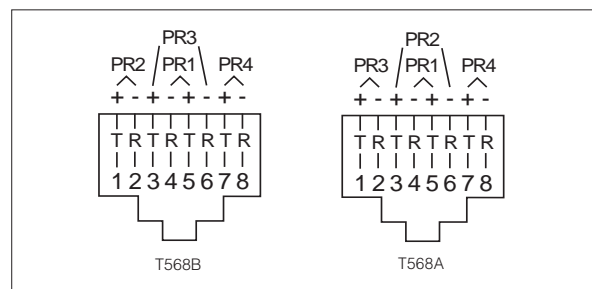 PR3
PR2 PR1 PR4
+ - + - + - + -
T R T R T R T R
1 2 3 4 5 6 7 8
T568B
PR2
PR3 PR1 PR4
+ - + - + - + -
T R T R T R T R
1 2 3 4 5 6 7 8
T568A